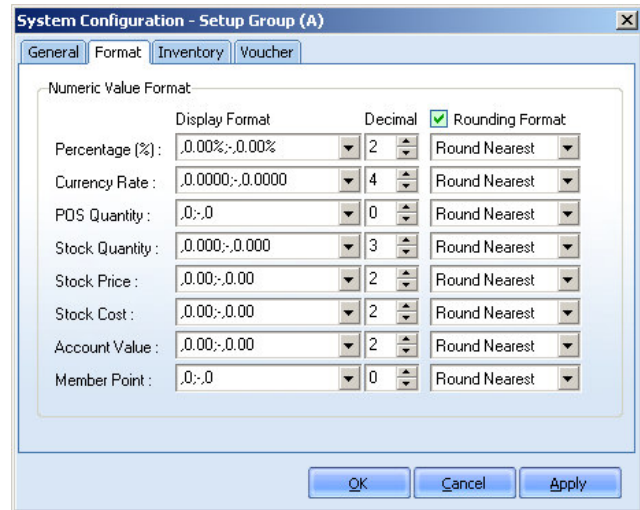 System Configuration - Setup Group (A)
General Format Inventory Voucher
Numeric Value Format
Display Format Decimal Rounding Format
Percentage (%) : ,0.00%;-,0.00% 2 Round Nearest
Currency Rate : ,0.0000;-,0.0000 4 Round Nearest
POS Quantity : ,0;-,0 0 Round Nearest
Stock Quantity : ,0.000;-,0.000 3 Round Nearest
Stock Price : ,0.00;-,0.00 2 Round Nearest
Stock Cost : ,0.00;-,0.00 2 Round Nearest
Account Value : ,0.00;-,0.00 2 Round Nearest
Member Point : ,0;-,0 0 Round Nearest
OK Cancel Apply